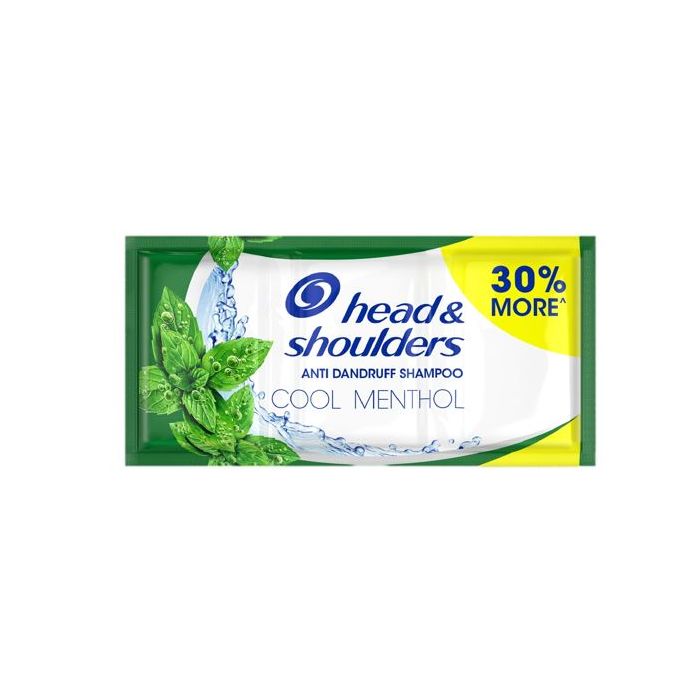 head &
shoulders
ANTI DANDRUFF SHAMPOO
COOL MENTHOL
30%
MORE^